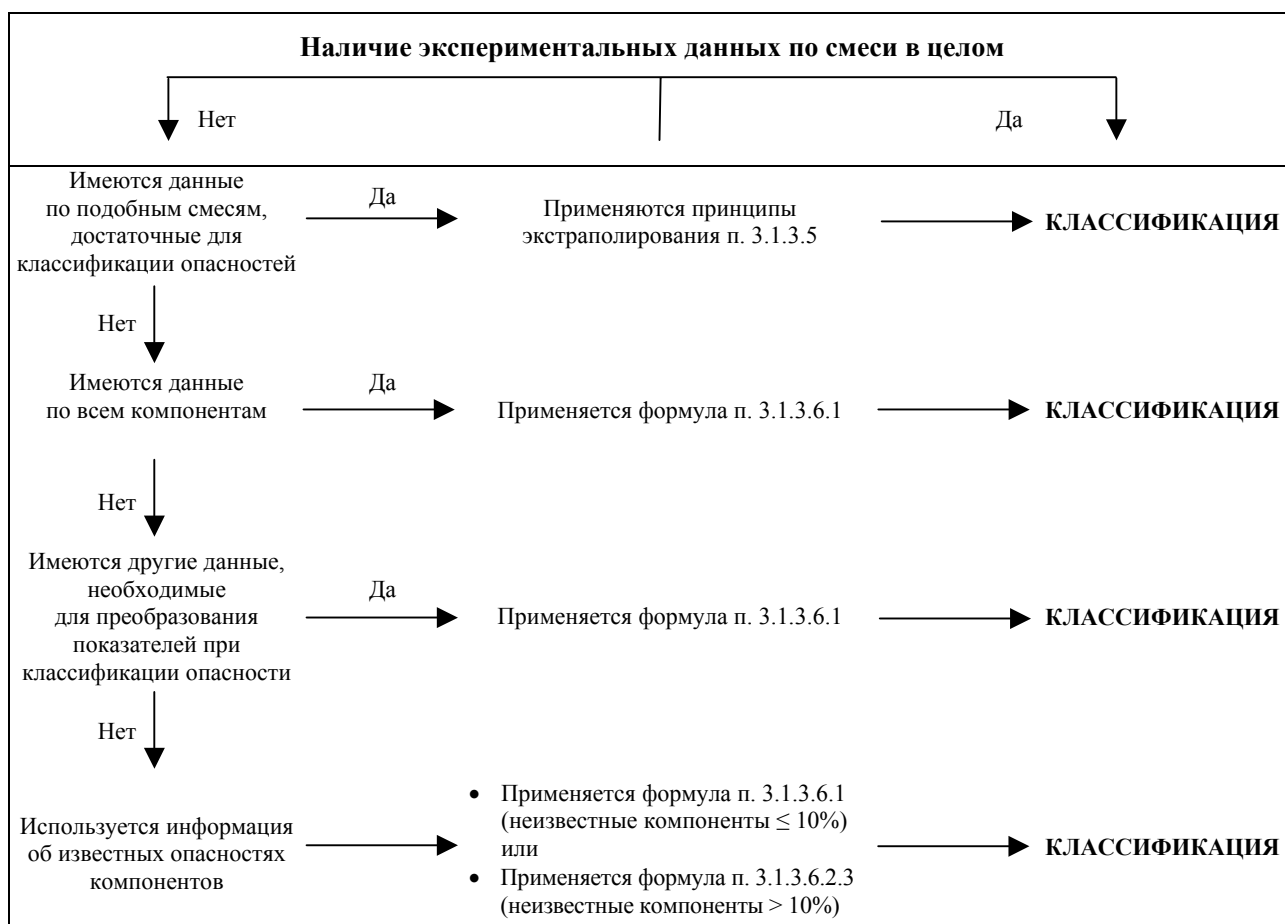 Наличие экспериментальных данных по смеси в целом
Нет
Да
Имеются данные
по подобным смесям,
достаточные для
классификации опасностей
Да
Применяются принципы
экстраполирования п. 3.1.3.5
КЛАССИФИКАЦИЯ
Нет
Имеются данные
по всем компонентам
Да
Применяется формула п. 3.1.3.6.1
КЛАССИФИКАЦИЯ
Нет
Имеются другие данные,
необходимые
для преобразования
показателей при
классификации опасности
Да
Применяется формула п. 3.1.3.6.1
КЛАССИФИКАЦИЯ
Нет
Используется информация
об известных опасностях
компонентов
• Применяется формула п. 3.1.3.6.1
(неизвестные компоненты ≤ 10%)
или
• Применяется формула п. 3.1.3.6.2.3
(неизвестные компоненты > 10%)
КЛАССИФИКАЦИЯ